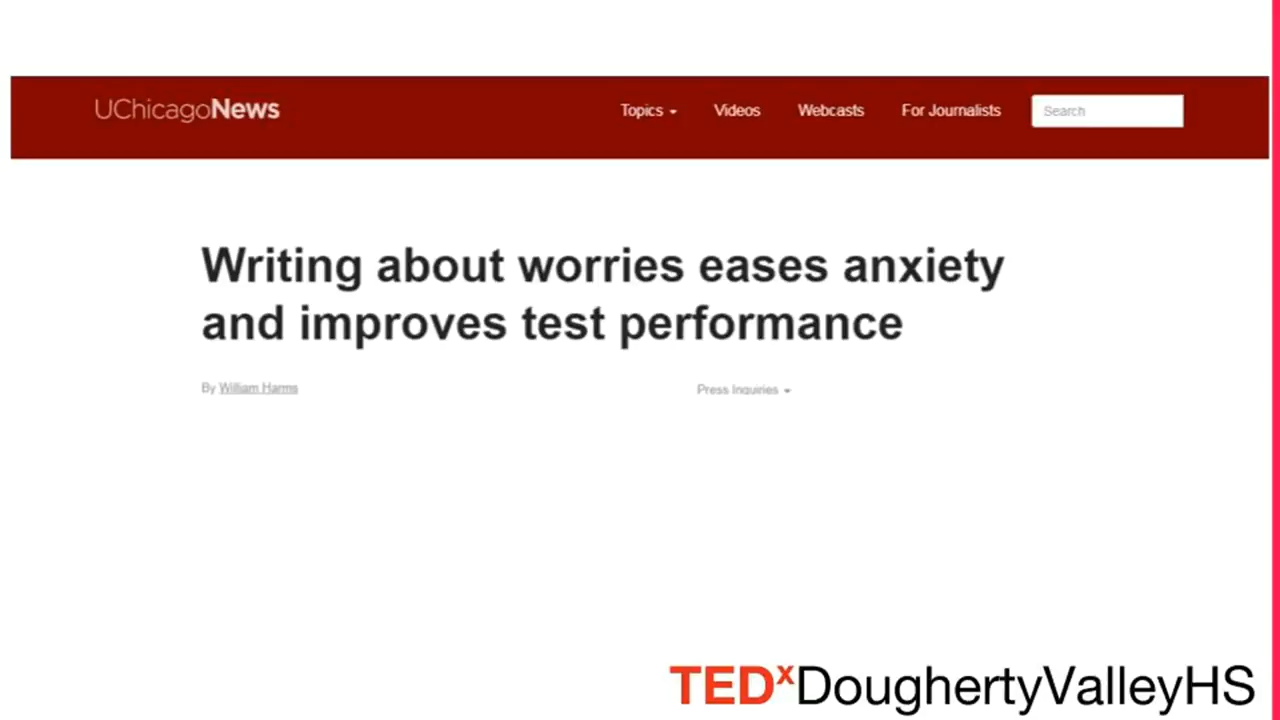 UChicagoNews
Topics Videos Webcasts For Journalists Search
Writing about worries eases anxiety
and improves test performance
By William Harms
Press Inquiries
TEDxDoughertyValleyHS